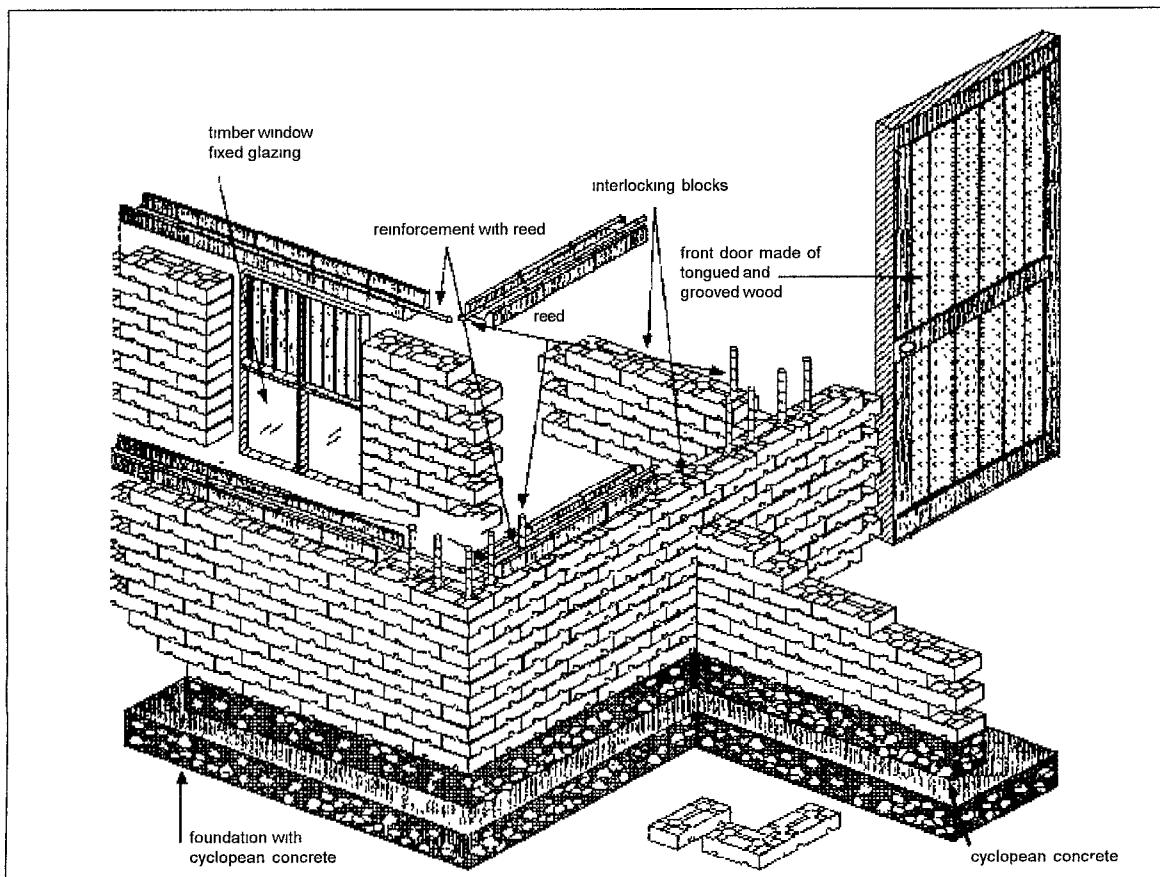 timber window
fixed glazing
interlocking blocks
reinforcement with reed
front door made of
tongued and
grooved wood
reed
foundation with
cyclopean concrete
cyclopean concrete